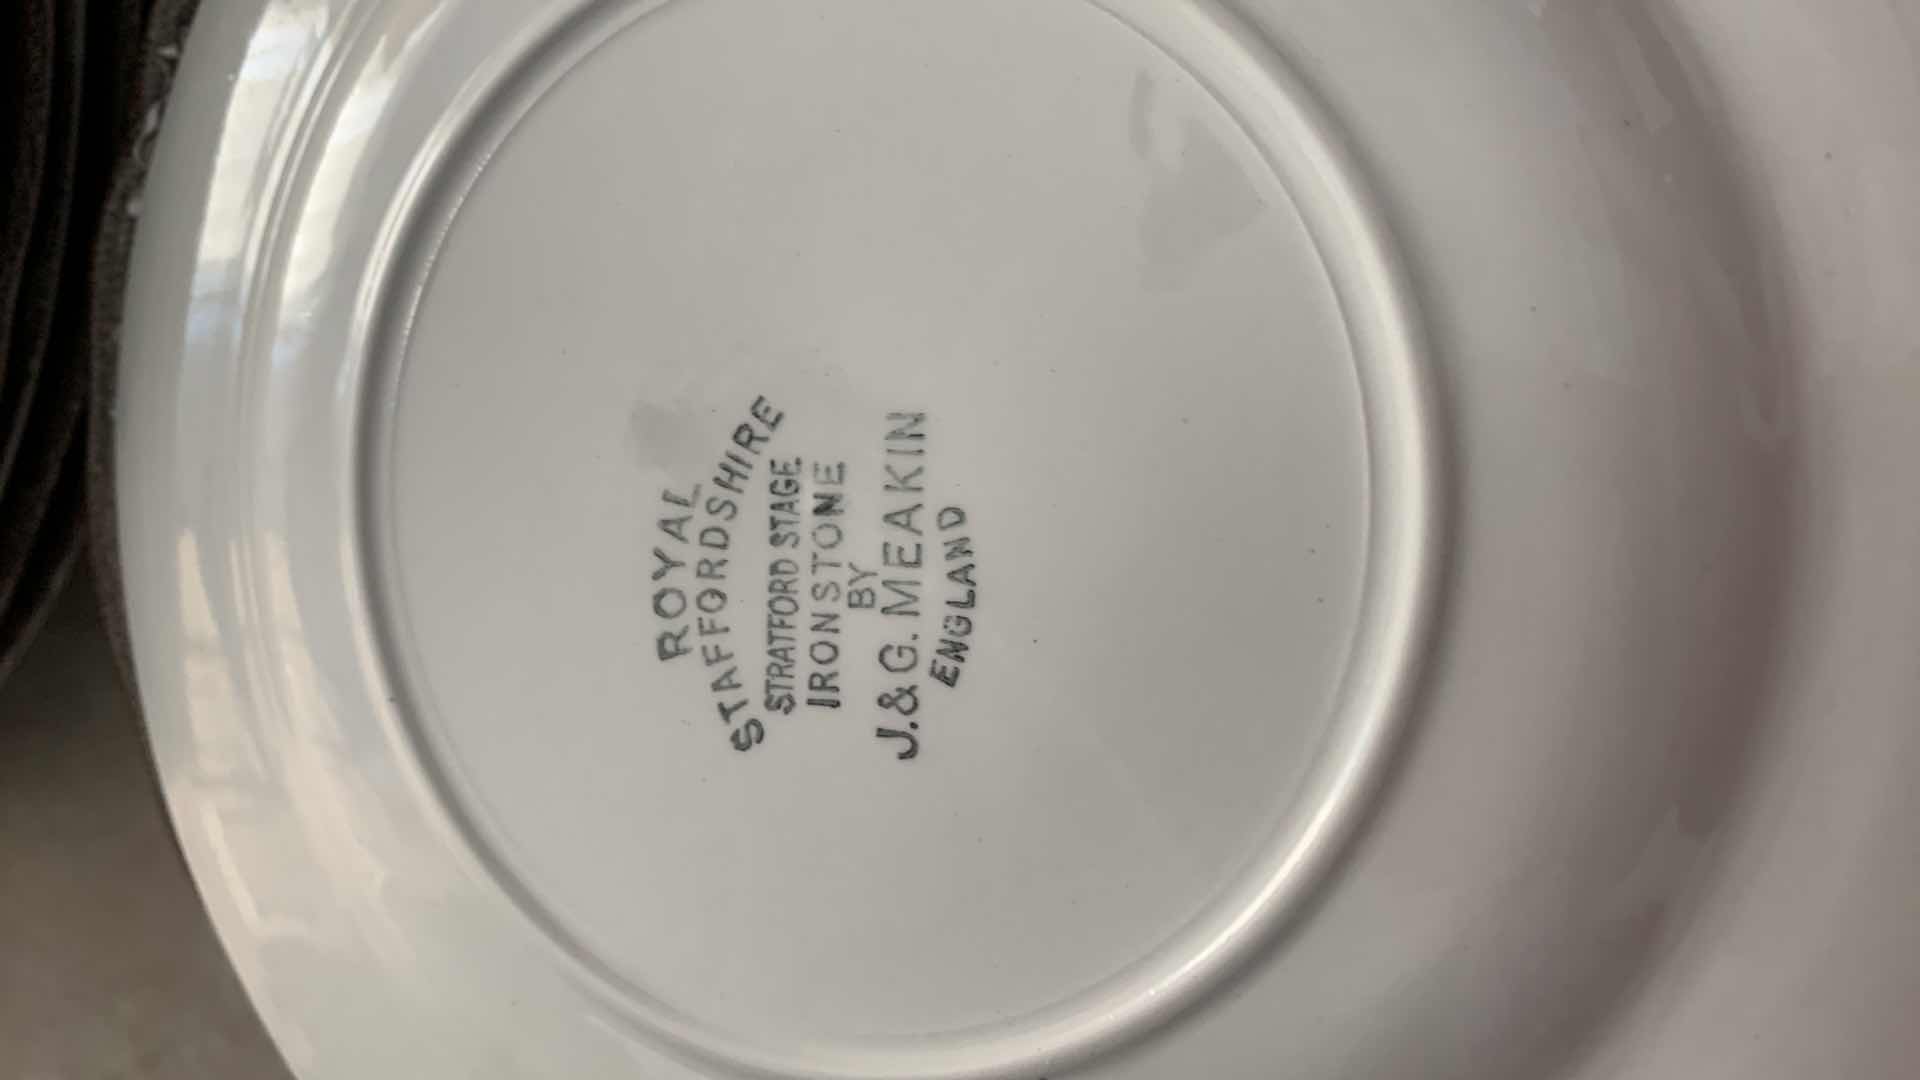 ROYAL
STAFFORDSHIRE
STRATFORD STAGE
IRONSTONE
BY
J.&G. MEAKIN
ENGLAND